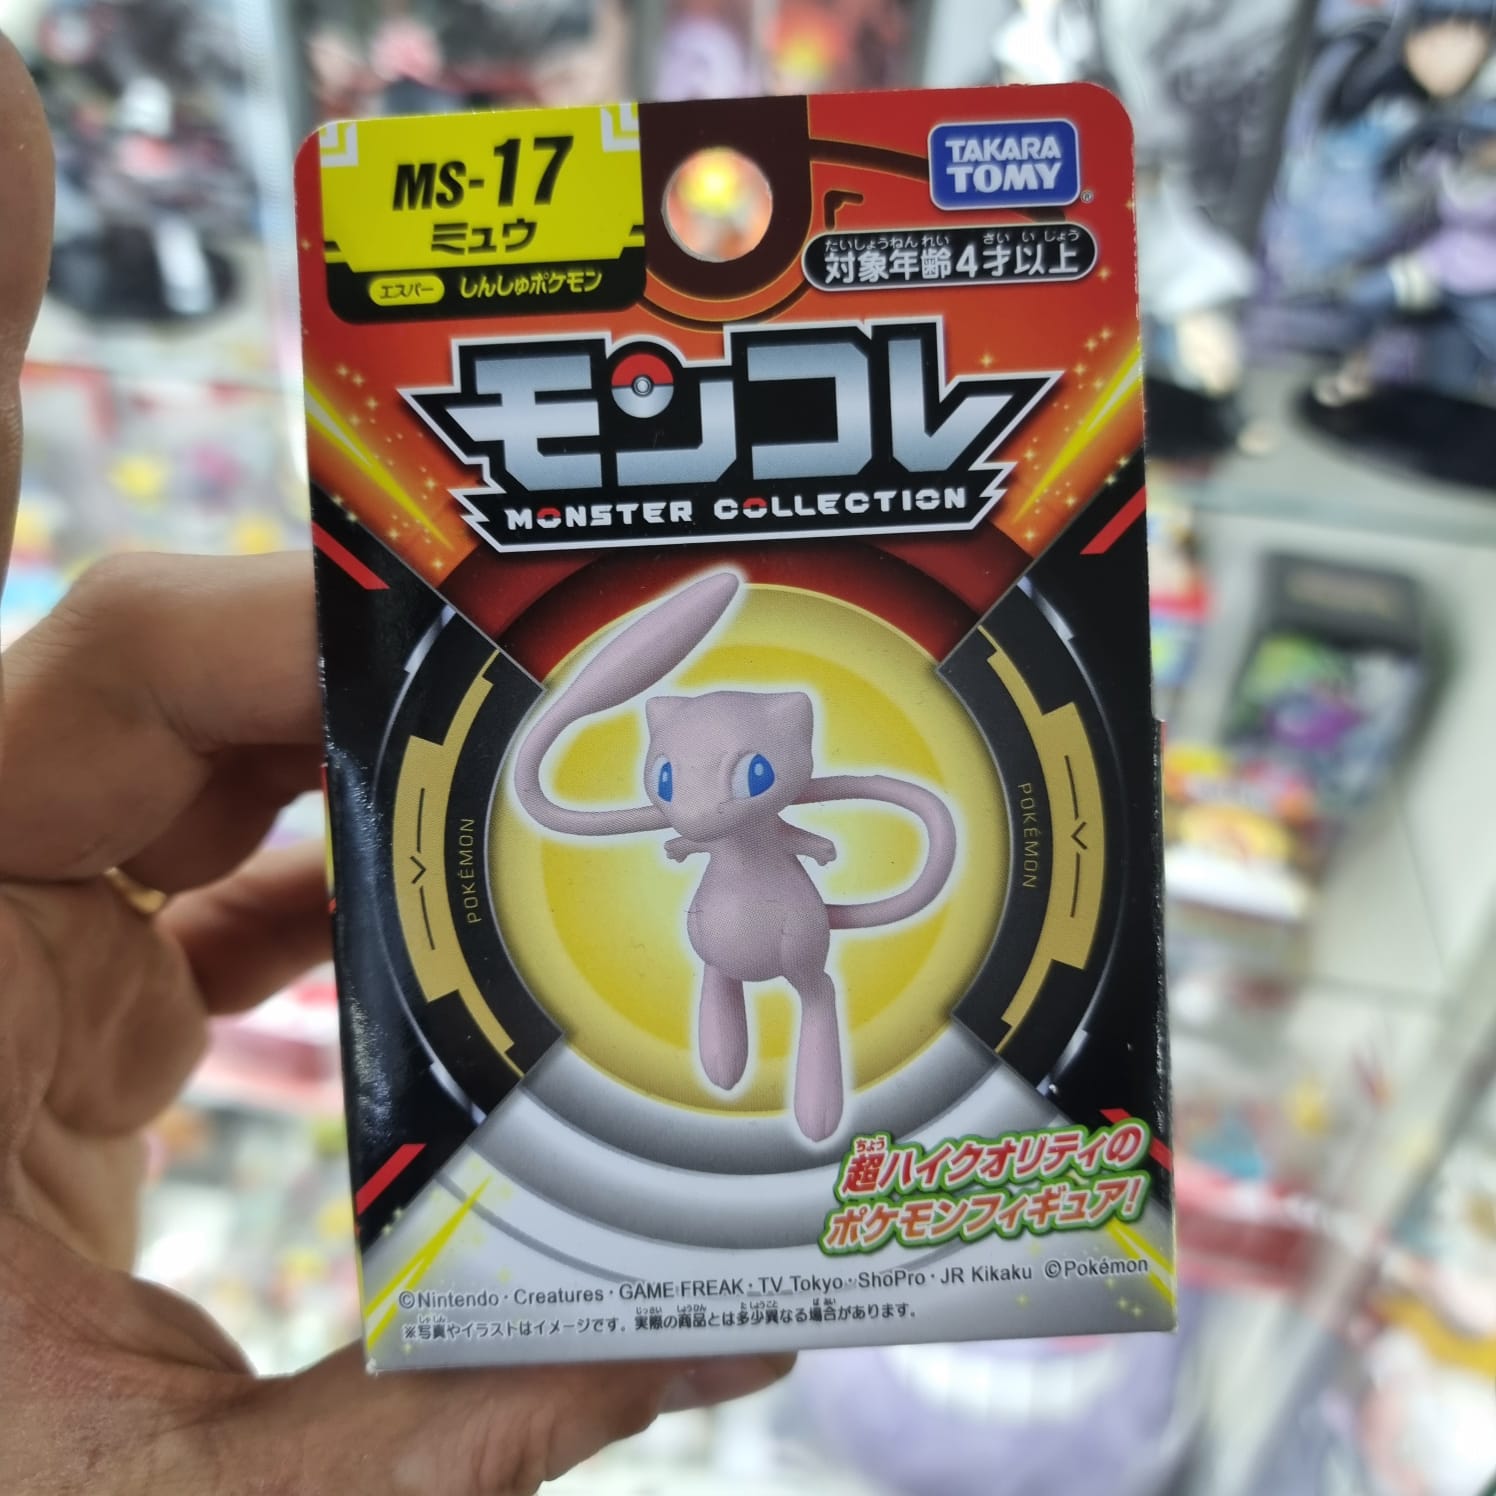 MS-17
ミュウ
エスパー しんしゅポケモン
TAKARA
TOMY
®
たいしょうねんれい さいいじょう
対象年齢4才以上
モンコレ
MONSTER COLLECTION
POKÉMON
POKÉMON
ちょう
超ハイクオリティの
ポケモンフィギュア!
©Nintendo・Creatures・GAME FREAK・TV Tokyo・ShoPro・JR Kikaku ©Pokémon
しゃしん じっさい しょうひん たしょうこと ばあい
※写真やイラストはイメージです。実際の商品とは多少異なる場合があります。